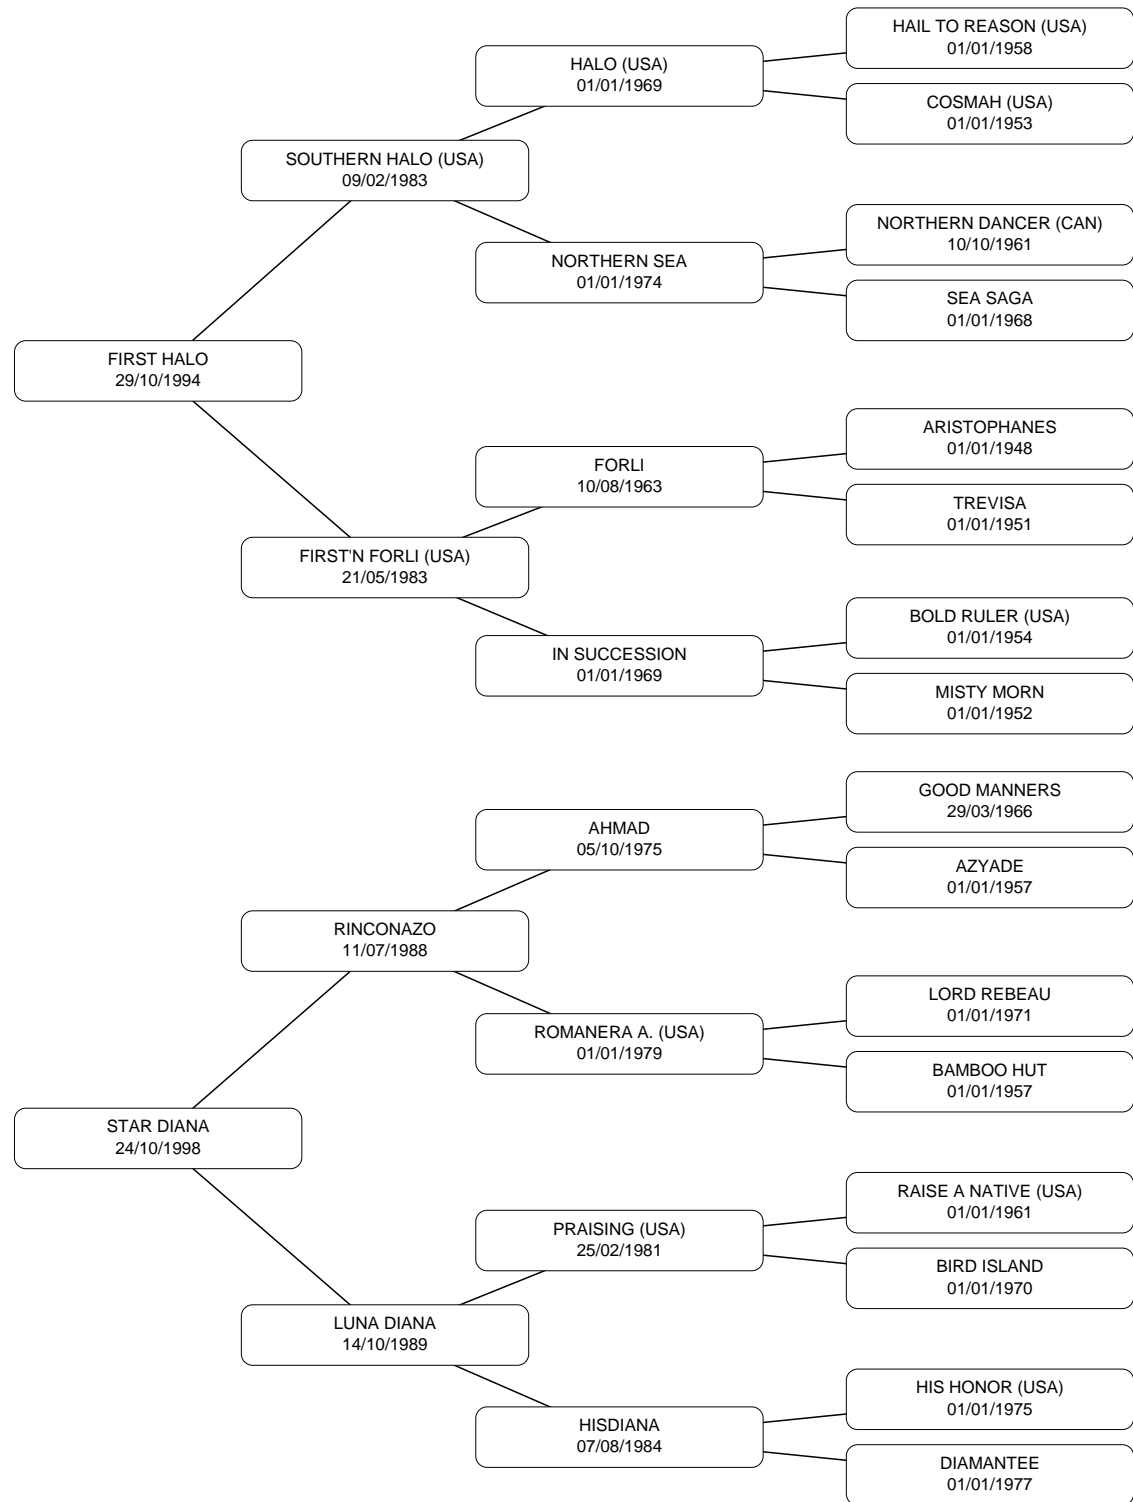 HAIL TO REASON (USA)
01/01/1958
HALO (USA)
01/01/1969
COSMAH (USA)
01/01/1953
SOUTHERN HALO (USA)
09/02/1983
NORTHERN DANCER (CAN)
10/10/1961
NORTHERN SEA
01/01/1974
SEA SAGA
01/01/1968
FIRST HALO
29/10/1994
ARISTOPHANES
01/01/1948
FORLI
10/08/1963
TREVISA
01/01/1951
FIRST'N FORLI (USA)
21/05/1983
BOLD RULER (USA)
01/01/1954
IN SUCCESSION
01/01/1969
MISTY MORN
01/01/1952
GOOD MANNERS
29/03/1966
AHMAD
05/10/1975
AZYADE
01/01/1957
RINCONAZO
11/07/1988
LORD REBEAU
01/01/1971
ROMANERA A. (USA)
01/01/1979
BAMBOO HUT
01/01/1957
STAR DIANA
24/10/1998
RAISE A NATIVE (USA)
01/01/1961
PRAISING (USA)
25/02/1981
BIRD ISLAND
01/01/1970
LUNA DIANA
14/10/1989
HIS HONOR (USA)
01/01/1975
HISDIANA
07/08/1984
DIAMANTEE
01/01/1977